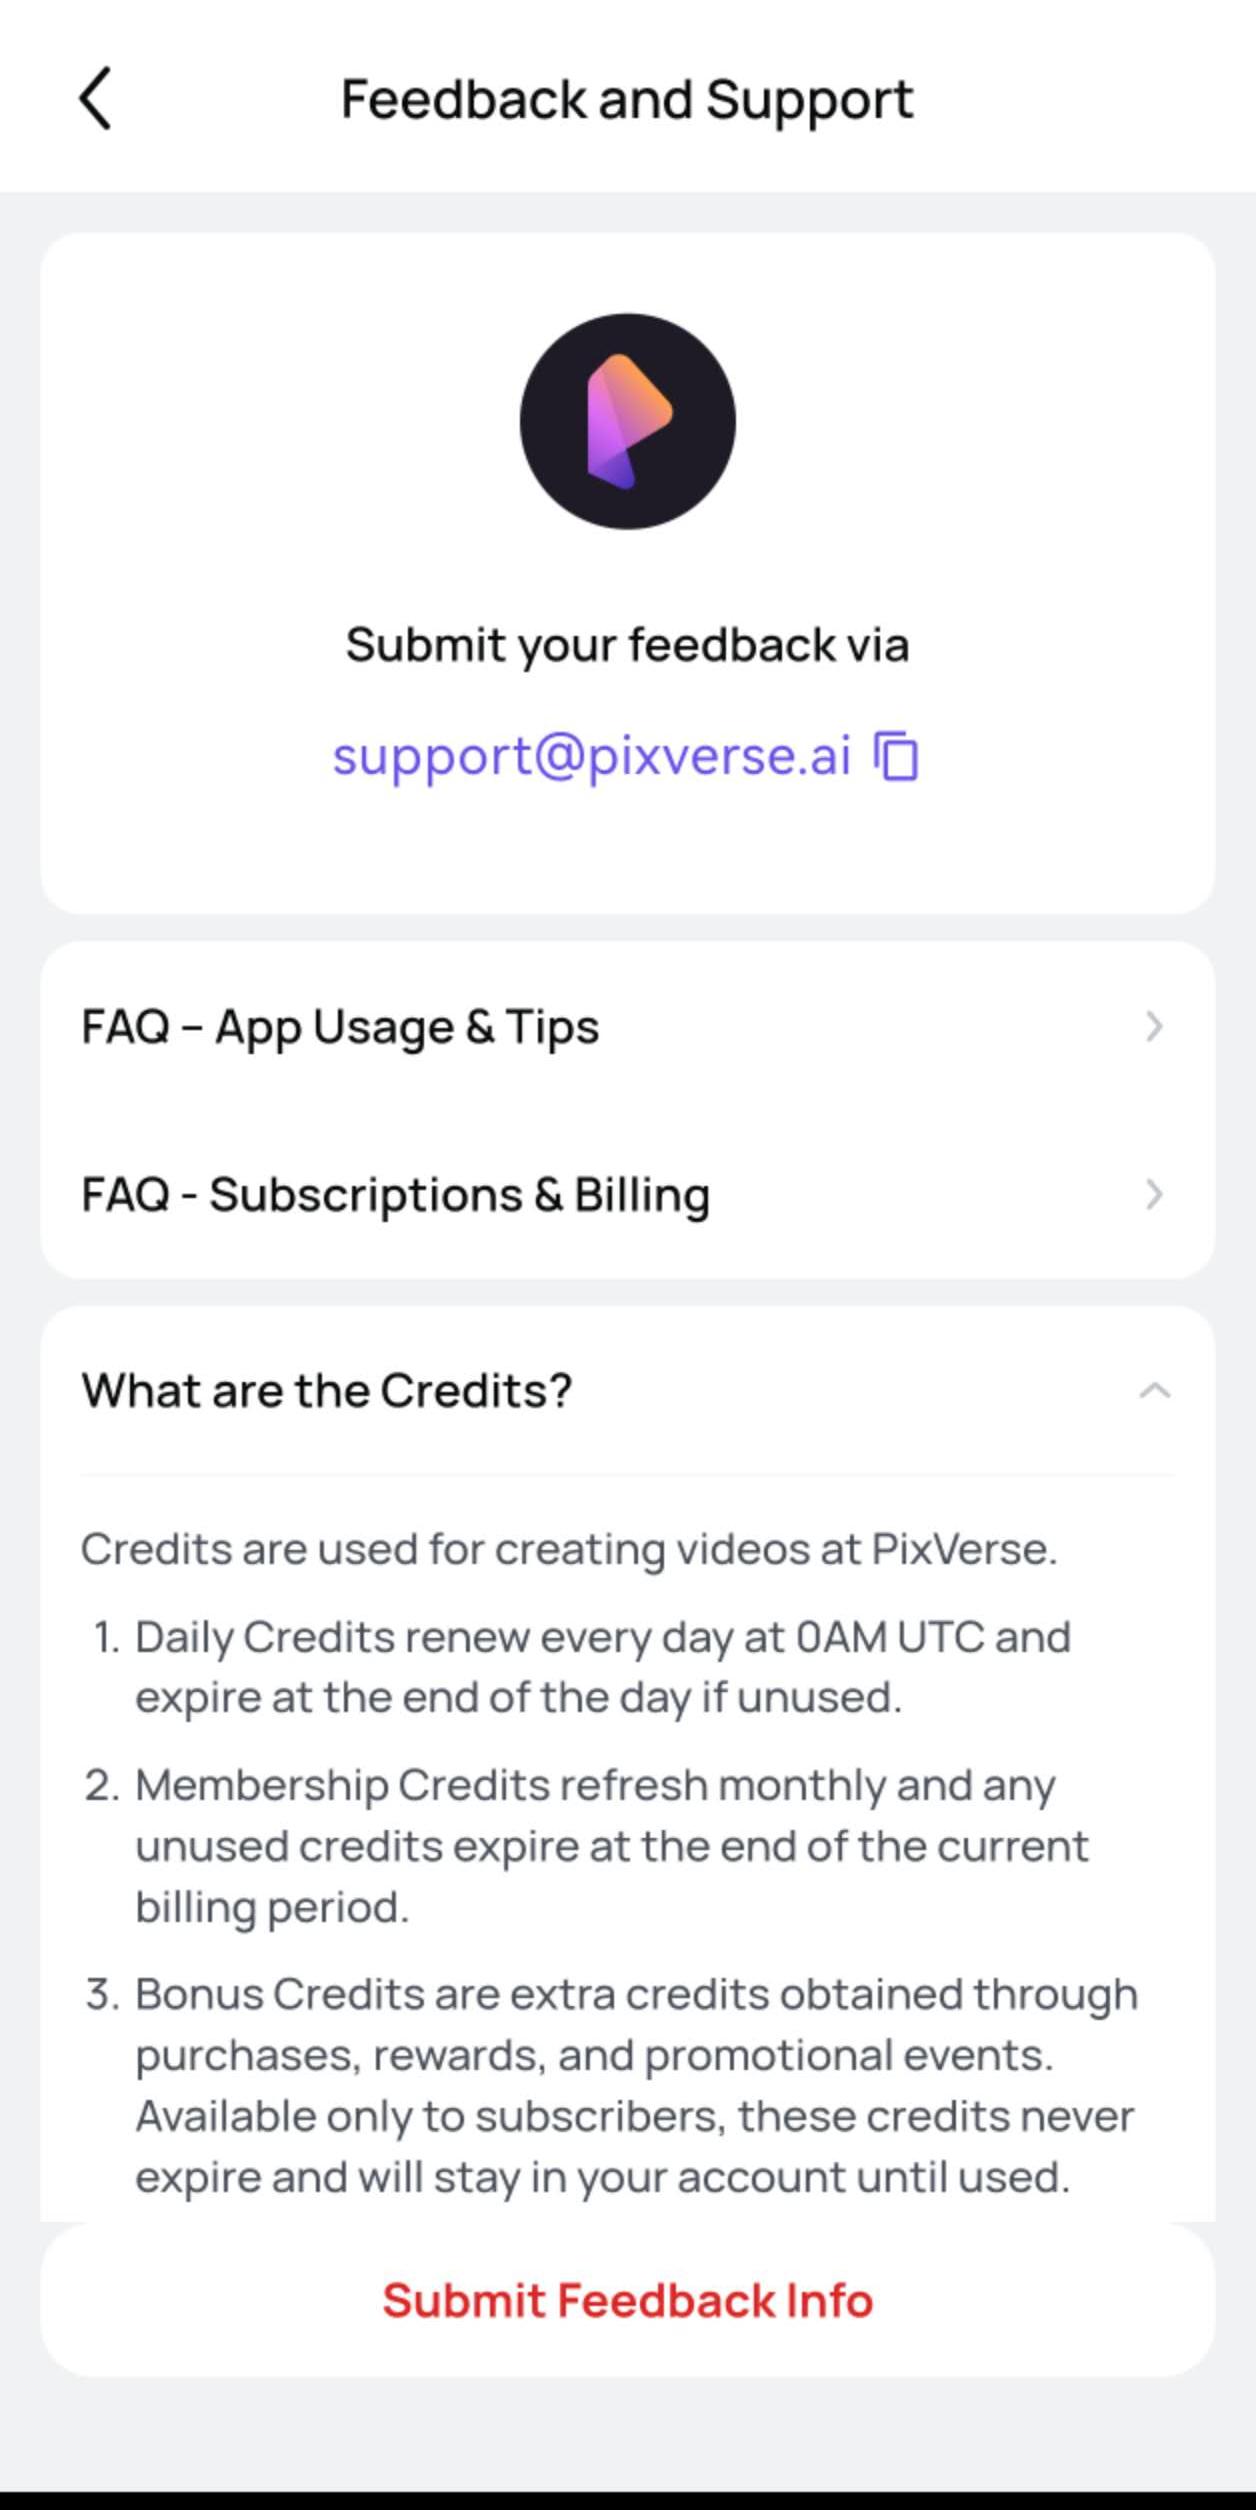 Feedback and Support
Submit your feedback via
support@pixverse.ai
FAQ – App Usage & Tips
FAQ - Subscriptions & Billing
What are the Credits?
Credits are used for creating videos at PixVerse.
1. Daily Credits renew every day at 0AM UTC and
expire at the end of the day if unused.
2. Membership Credits refresh monthly and any
unused credits expire at the end of the current
billing period.
3. Bonus Credits are extra credits obtained through
purchases, rewards, and promotional events.
Available only to subscribers, these credits never
expire and will stay in your account until used.
Submit Feedback Info